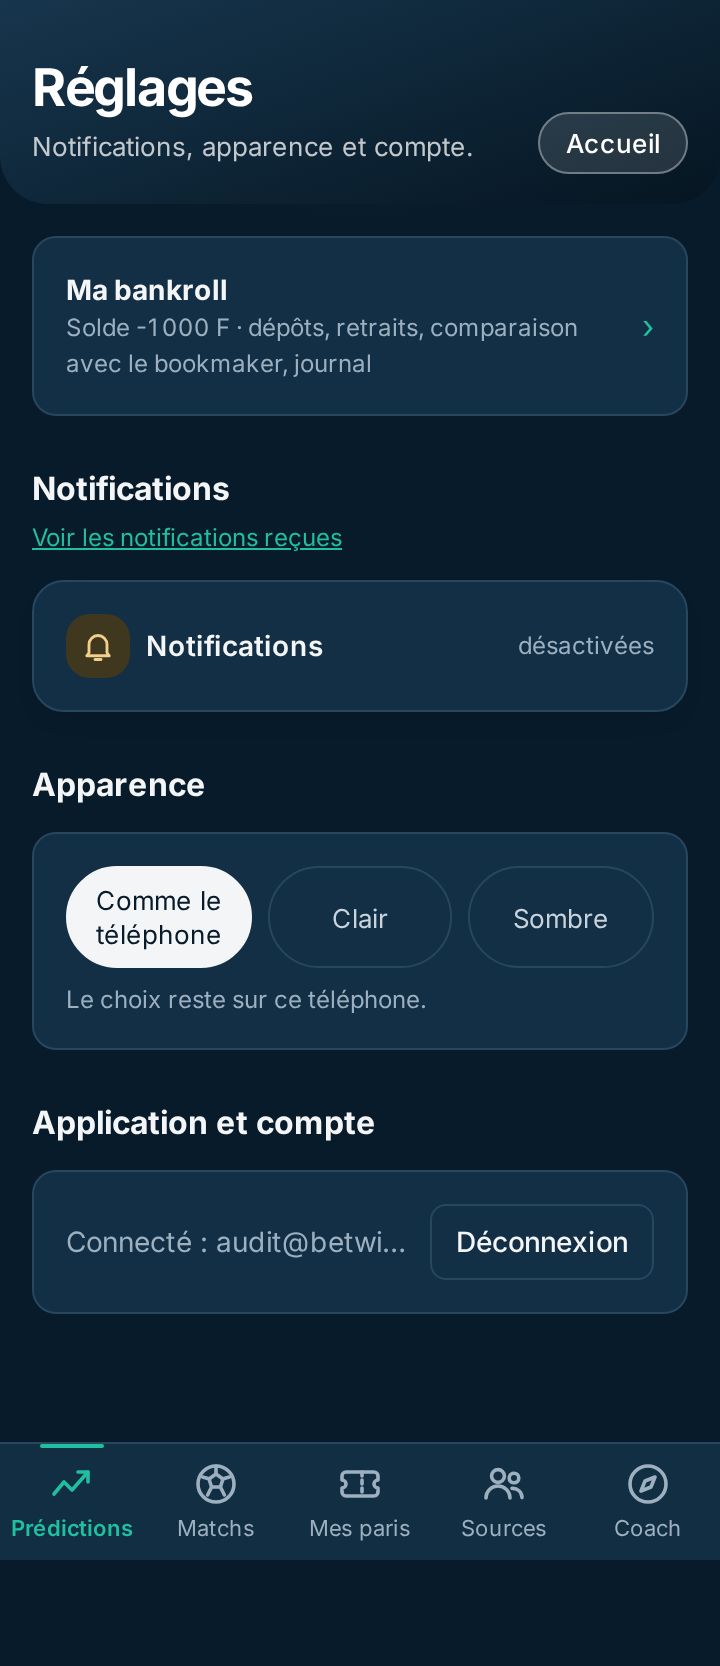 Réglages
Notifications, apparence et compte.
Accueil
Ma bankroll
Solde -1 000 F · dépôts, retraits, comparaison
avec le bookmaker, journal
›
Notifications
Voir les notifications reçues
Notifications
désactivées
Apparence
Comme le
téléphone
Clair
Sombre
Le choix reste sur ce téléphone.
Application et compte
Connecté : audit@betwi...
Déconnexion
Prédictions
Matchs
Mes paris
Sources
Coach